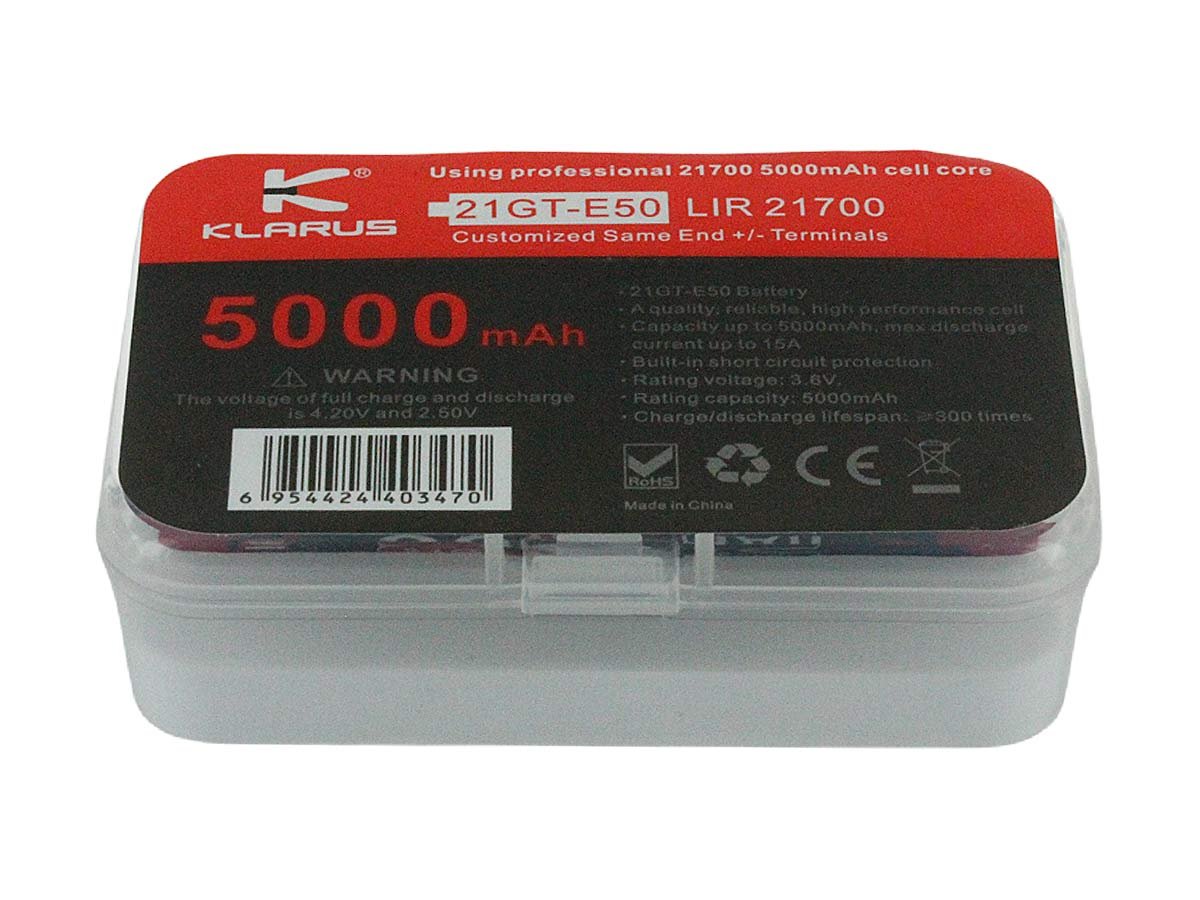 K®
KLARUS
Using professional 21700 5000mAh cell core
21GT-E50 LIR 21700
Customized Same End +/- Terminals
5000mAh
WARNING
The voltage of full charge and discharge
is 4.20V and 2.50V
6 954424 403470
· 21GT-E50 Battery
· A quality, reliable, high performance cell
· Capacity up to 5000mAh, max discharge
current up to 15A
· Built-in short circuit protection
· Rating voltage: 3.6V.
· Rating capacity: 5000mAh
· Charge/discharge lifespan: ≥300 times
RoHS
CE
Made in China